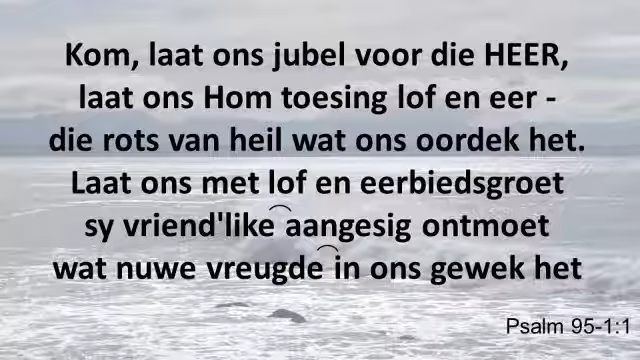 Kom, laat ons jubel voor die HEER,
laat ons Hom toesing lof en eer -
die rots van heil wat ons oordek het.
Laat ons met lof en eerbiedsgroet
sy vriend'like aangesig ontmoet
wat nuwe vreugde in ons gewek het
Psalm 95-1:1